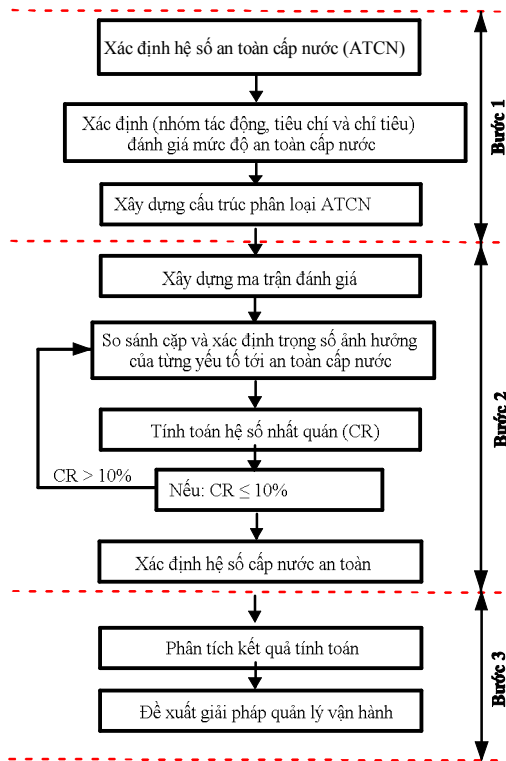 Xác định hệ số an toàn cấp nước (ATCN)
Xác định (nhóm tác động, tiêu chí và chỉ tiêu)
đánh giá mức độ an toàn cấp nước
Xây dựng cấu trúc phân loại ATCN
Bước 1
Xây dựng ma trận đánh giá
So sánh cặp và xác định trọng số ảnh hưởng
của từng yếu tố tới an toàn cấp nước
Tính toán hệ số nhất quán (CR)
CR > 10%
Nếu: CR ≤ 10%
Xác định hệ số cấp nước an toàn
Bước 2
Phân tích kết quả tính toán
Đề xuất giải pháp quản lý vận hành
Bước 3